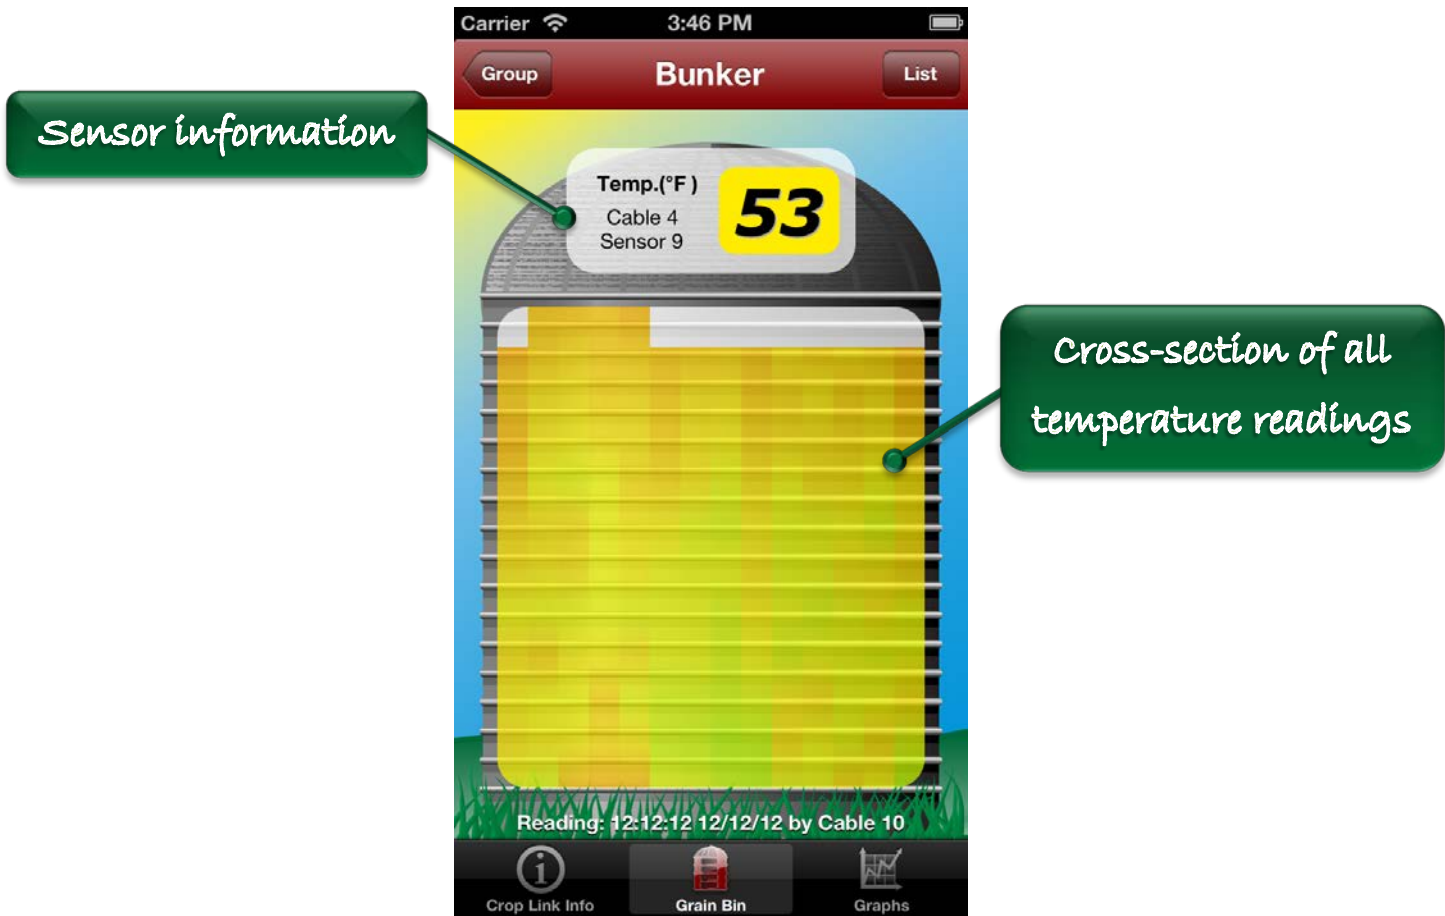 Carrier 3:46 PM
Group Bunker List
Sensor information
Temp.(°F )
Cable 4
Sensor 9
53
Cross-section of all
temperature readings
Reading: 12:12:12 12/12/12 by Cable 10
Crop Link Info Grain Bin Graphs